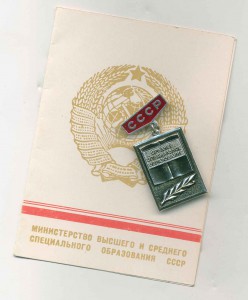 СССР
МИНИСТЕРСТВО ВЫСШЕГО И СРЕДНЕГО
СПЕЦИАЛЬНОГО ОБРАЗОВАНИЯ СССР